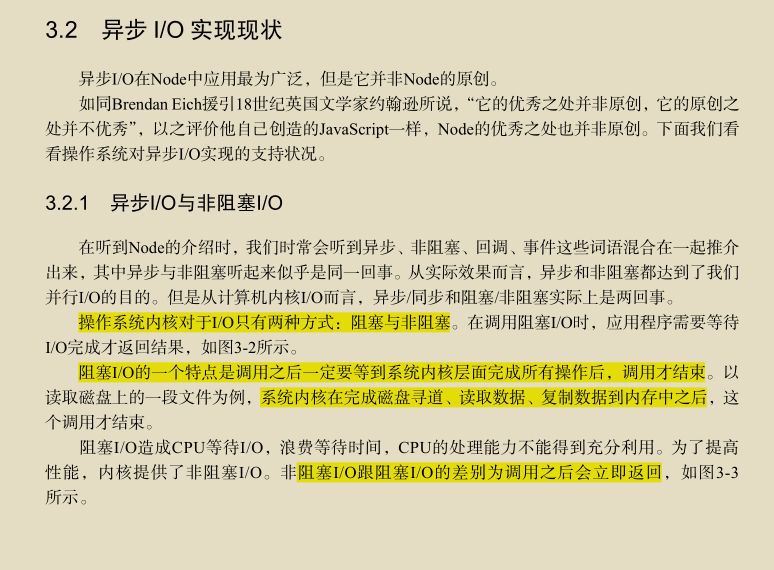 3.2 异步 I/O 实现现状
异步I/O在Node中应用最为广泛，但是它并非Node的原创。
如同Brendan Eich援引18世纪英国文学家约翰逊所说，“它的优秀之处并非原创，它的原创之
处并不优秀”，以之评价他自己创造的JavaScript一样，Node的优秀之处也并非原创。下面我们看
看操作系统对异步I/O实现的支持状况。
3.2.1 异步I/O与非阻塞I/O
在听到Node的介绍时，我们时常会听到异步、非阻塞、回调、事件这些词语混合在一起推介
出来，其中异步与非阻塞听起来似乎是同一回事。从实际效果而言，异步和非阻塞都达到了我们
并行I/O的目的。但是从计算机内核I/O而言，异步/同步和阻塞/非阻塞实际上是两回事。
操作系统内核对于I/O只有两种方式：阻塞与非阻塞。在调用阻塞I/O时，应用程序需要等待
I/O完成才返回结果，如图3-2所示。
阻塞I/O的一个特点是调用之后一定要等到系统内核层面完成所有操作后，调用才结束。以
读取磁盘上的一段文件为例，系统内核在完成磁盘寻道、读取数据、复制数据到内存中之后，这
个调用才结束。
阻塞I/O造成CPU等待I/O，浪费等待时间，CPU的处理能力不能得到充分利用。为了提高
性能，内核提供了非阻塞I/O。非阻塞I/O跟阻塞I/O的差别为调用之后会立即返回，如图3-3
所示。